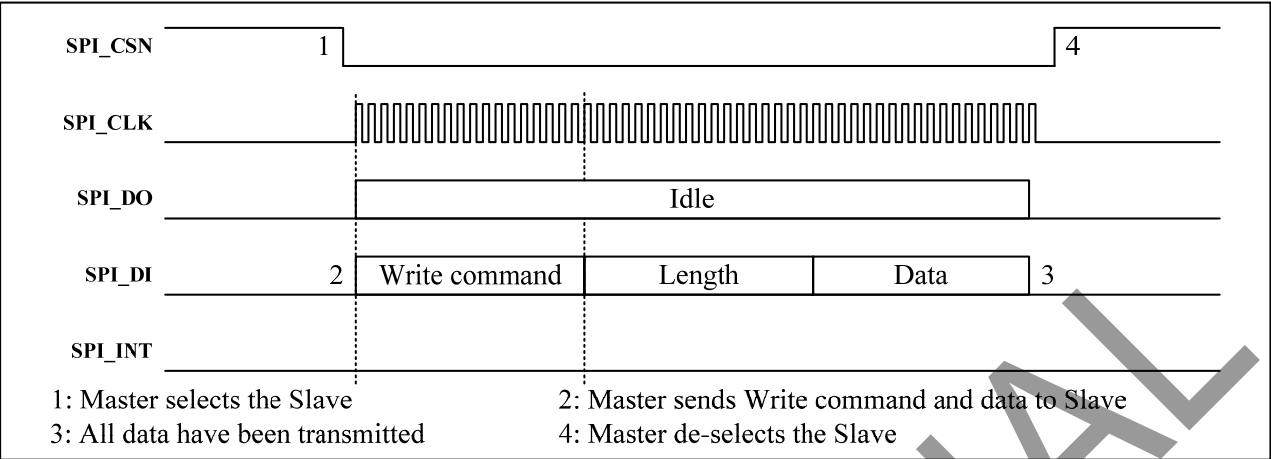 SPI_CSN 1 4
SPI_CLK
SPI_DO Idle
SPI_DI 2 Write command Length Data 3
SPI_INT
1: Master selects the Slave 2: Master sends Write command and data to Slave
3: All data have been transmitted 4: Master de-selects the Slave